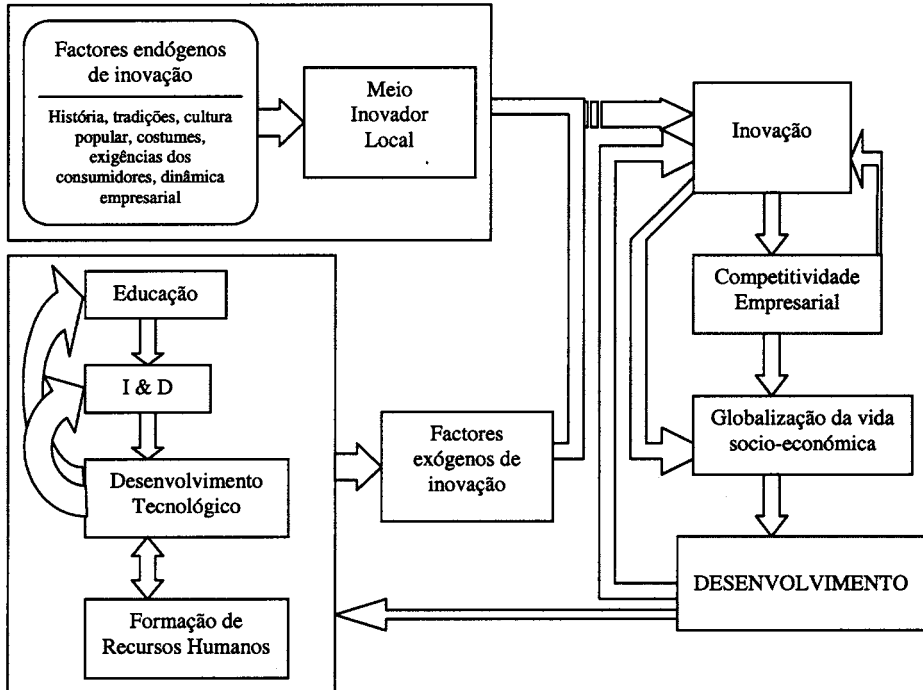 Factores endógenos
de inovação
História, tradições, cultura
popular, costumes,
exigências dos
consumidores, dinâmica
empresarial
Meio
Inovador
Local
Inovação
Competitividade
Empresarial
Globalização da vida
socio-económica
DESENVOLVIMENTO
Educação
I & D
Desenvolvimento
Tecnológico
Formação de
Recursos Humanos
Factores
exógenos de
inovação